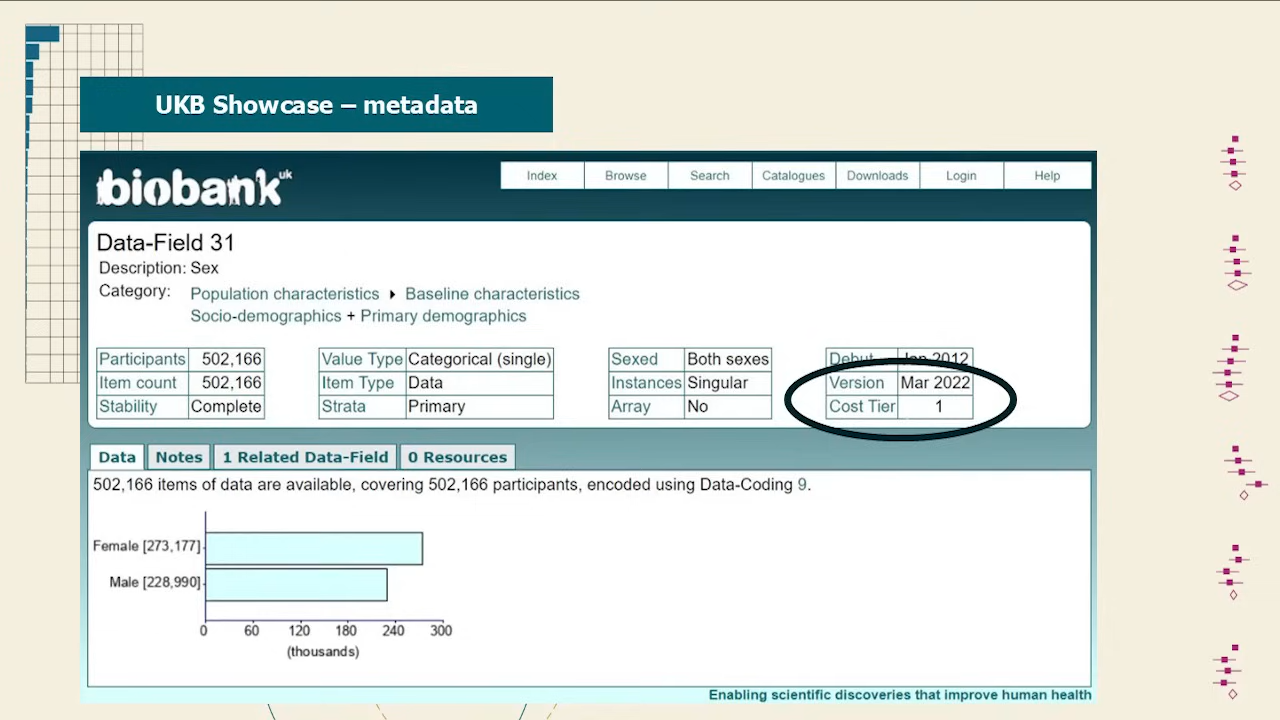 UKB Showcase – metadata
biobank uk
Index Browse Search Catalogues Downloads Login Help
Data-Field 31
Description: Sex
Category: Population characteristics ▸ Baseline characteristics
Socio-demographics + Primary demographics
Participants 502,166 Value Type Categorical (single) Sexed Both sexes Debut Jan 2012
Item count 502,166 Item Type Data Instances Singular Version Mar 2022
Stability Complete Strata Primary Array No Cost Tier 1
Data Notes 1 Related Data-Field 0 Resources
502,166 items of data are available, covering 502,166 participants, encoded using Data-Coding 9.
Female [273,177]
Male [228,990]
0 60 120 180 240 300
(thousands)
Enabling scientific discoveries that improve human health